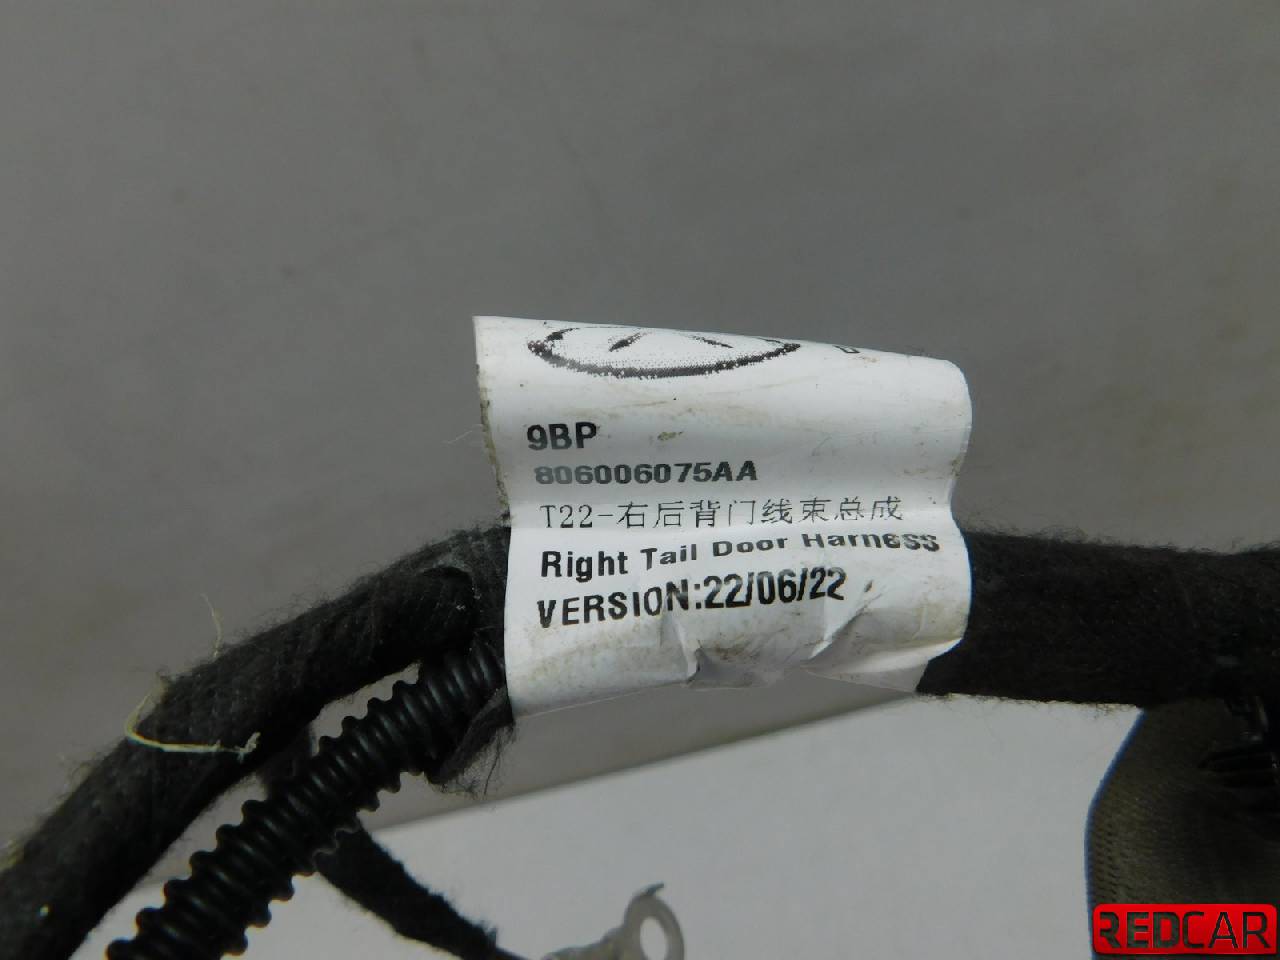 9BP
806006075AA
T22-右后背门线束总成
Right Tail Door Harness
VERSION:22/06/22
REDCAR